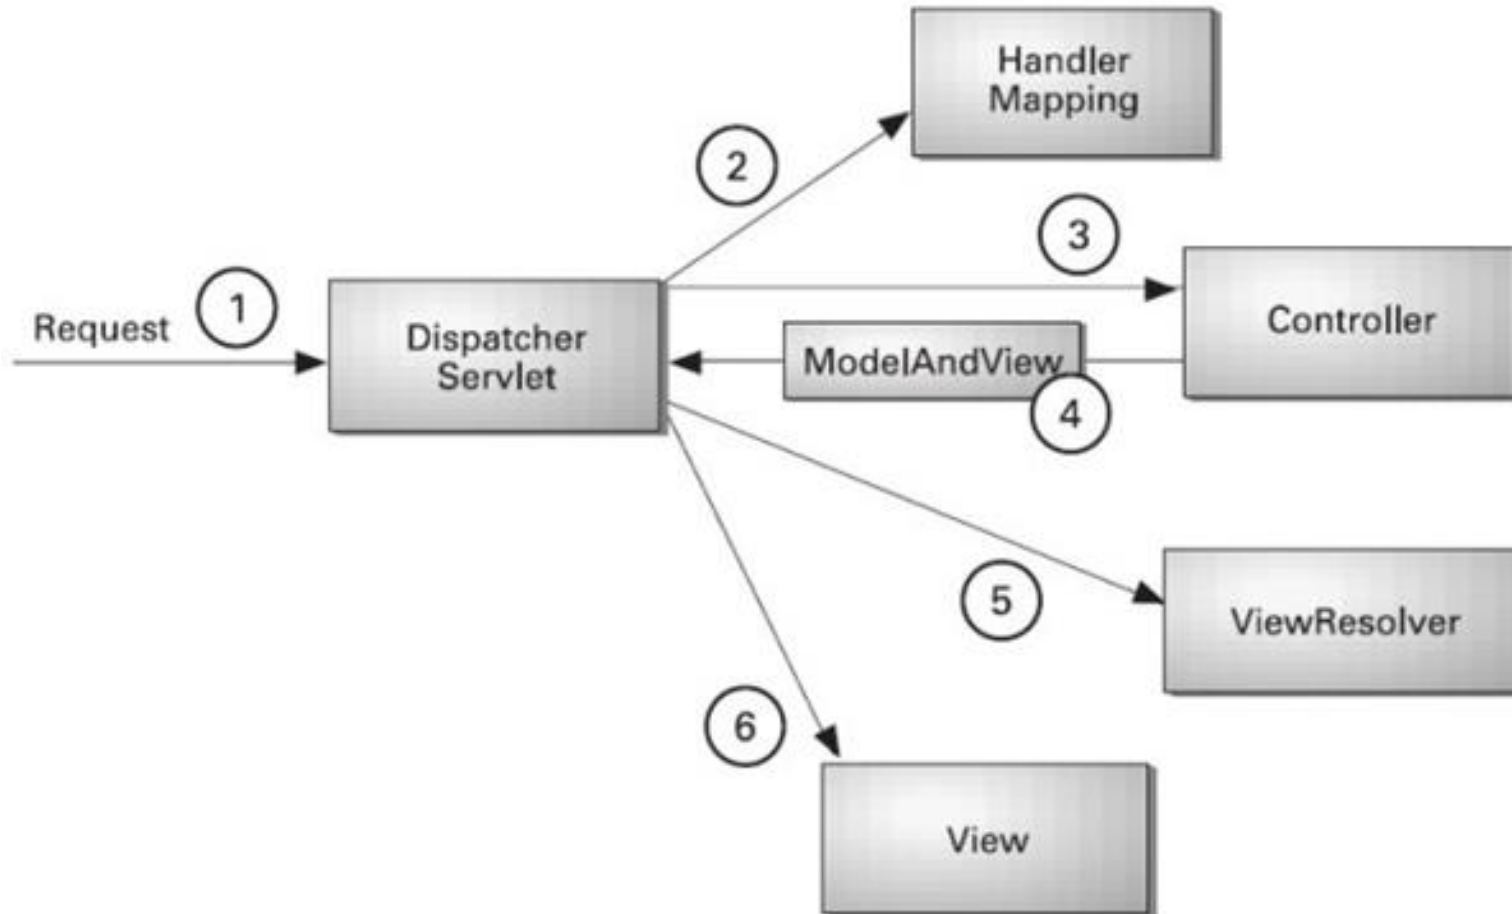 Handler
Mapping
2
3
Request
1
Dispatcher
Servlet
Controller
ModelAndView
4
5
ViewResolver
6
View